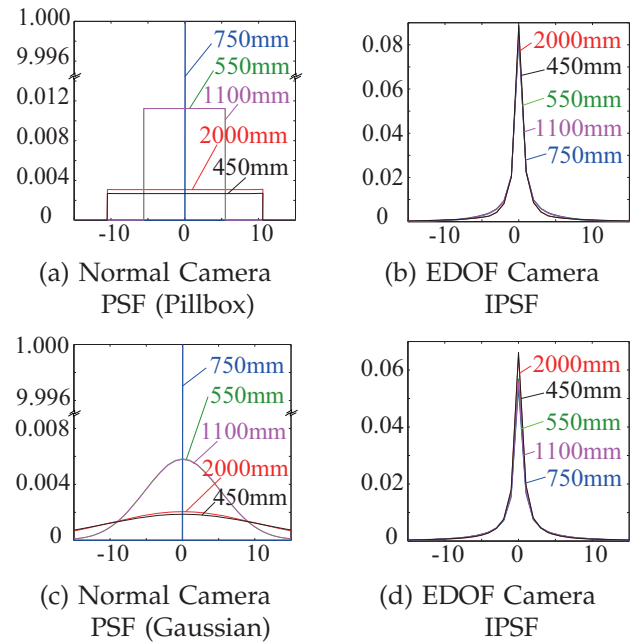 1.000
9.996
0.012
0.008
0.004
0
-10
0
10
750mm
550mm
1100mm
2000mm
450mm
(a) Normal Camera
PSF (Pillbox)
0.08
0.06
0.04
0.02
0
-10
0
10
2000mm
450mm
550mm
1100mm
750mm
(b) EDOF Camera
IPSF
1.000
9.996
0.008
0.004
0
-10
0
10
750mm
550mm
1100mm
2000mm
450mm
(c) Normal Camera
PSF (Gaussian)
0.06
0.04
0.02
0
-10
0
10
2000mm
450mm
550mm
1100mm
750mm
(d) EDOF Camera
IPSF